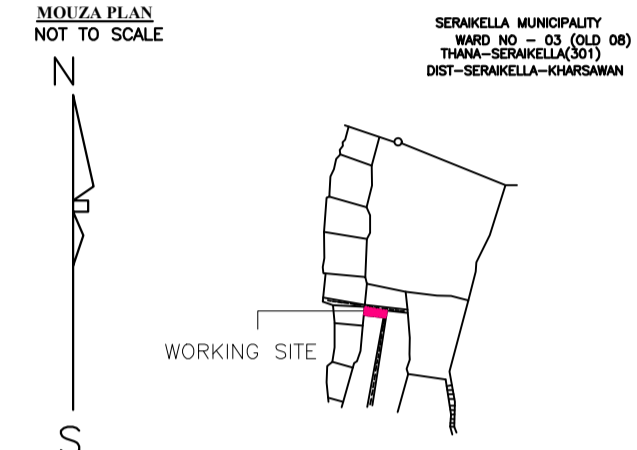 MOUZA PLAN
NOT TO SCALE
N
SERAIKELLA MUNICIPALITY
WARD NO - 03 (OLD 08)
THANA-SERAIKELLA(301)
DIST-SERAIKELLA-KHARSAWAN
WORKING SITE
S